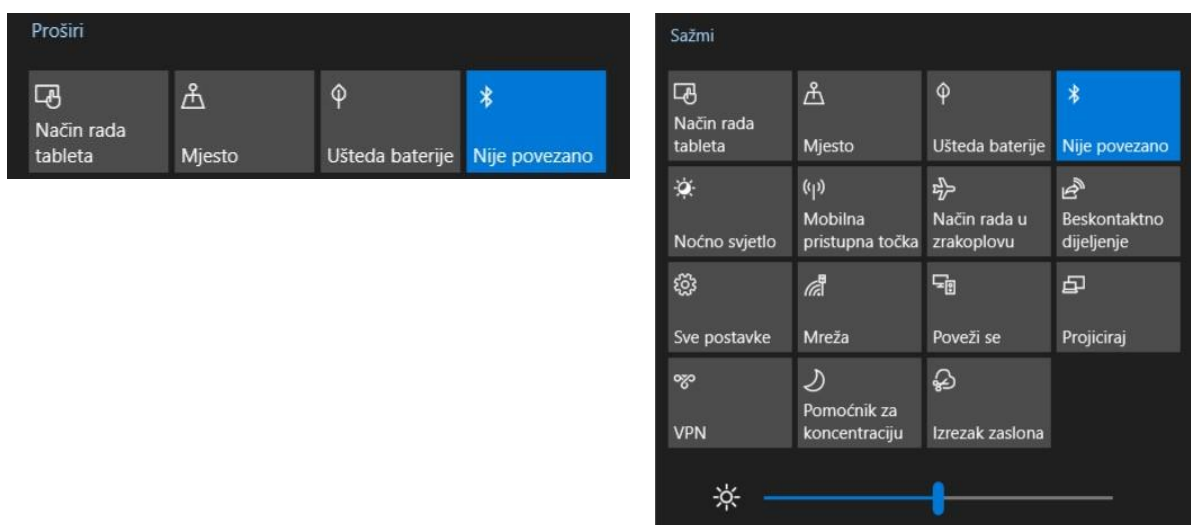 Proširi
Način rada
tableta
Mjesto
Ušteda baterije
Nije povezano
Sažmi
Način rada
tableta
Mjesto
Ušteda baterije
Nije povezano
Noćno svjetlo
Mobilna
pristupna točka
Način rada u
zrakoplovu
Beskontaktno
dijeljenje
Sve postavke
Mreža
Poveži se
Projiciraj
VPN
Pomoćnik za
koncentraciju
Izrezak zaslona